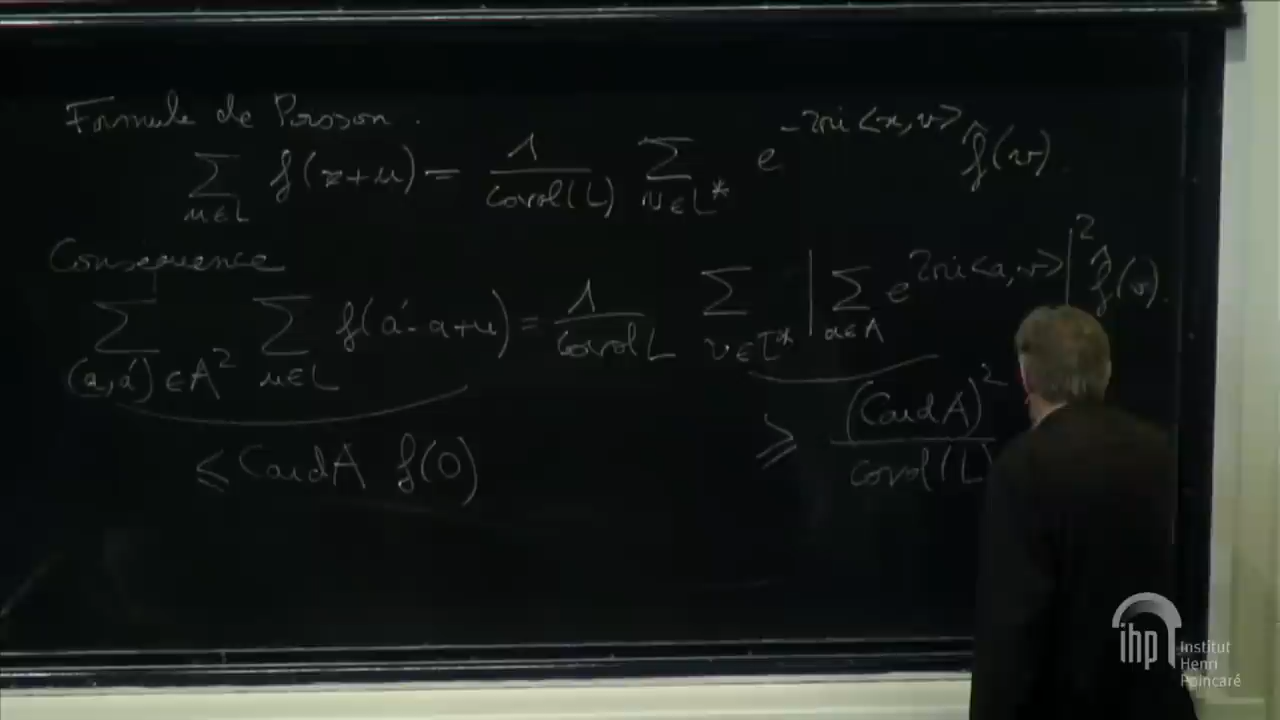 Formule de Poisson.
∑_{u∈L} f(x+u) = 1/covol(L) ∑_{v∈L*} e^{-2πi<x,v>} f̂(v).
Conséquence
∑_{(a,a')∈A²} ∑_{u∈L} f(a'-a+u) = 1/covol L ∑_{v∈L*} |∑_{a∈A} e^{2πi<a,v>}|² f̂(v).
≤ Card A f(0)
≥ (Card A)²/covol(L)
ihp Institut
Henri
Poincaré